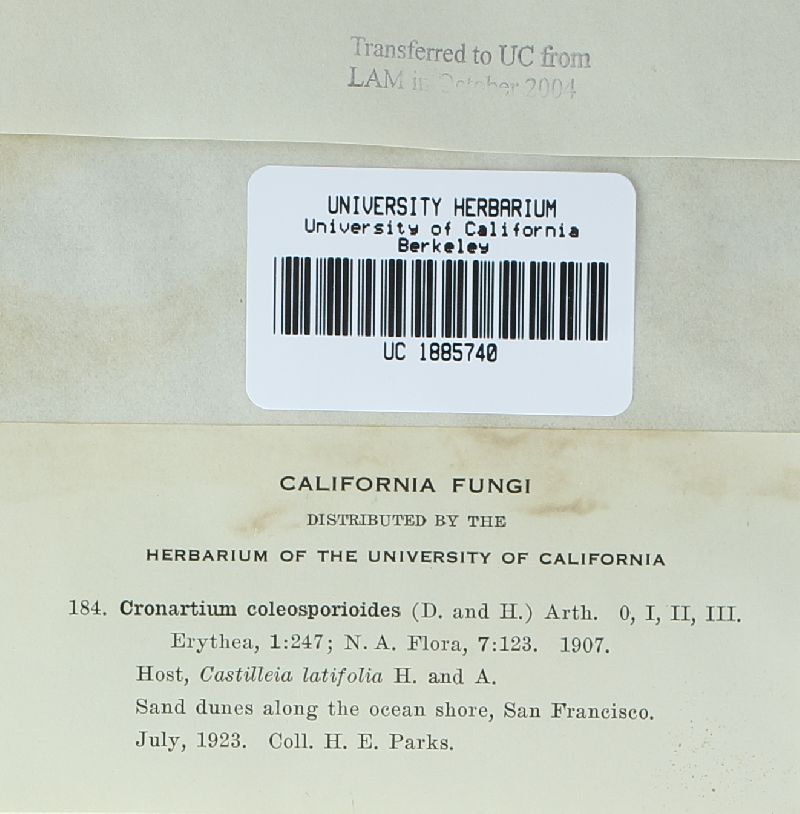 Transferred to UC from
LAM in October 2004
UNIVERSITY HERBARIUM
University of California
Berkeley
UC 1885740
CALIFORNIA FUNGI
DISTRIBUTED BY THE
HERBARIUM OF THE UNIVERSITY OF CALIFORNIA
184. Cronartium coleosporioides (D. and H.) Arth. 0, I, II, III.
Erythea, 1:247; N. A. Flora, 7:123. 1907.
Host, Castilleia latifolia H. and A.
Sand dunes along the ocean shore, San Francisco.
July, 1923. Coll. H. E. Parks.